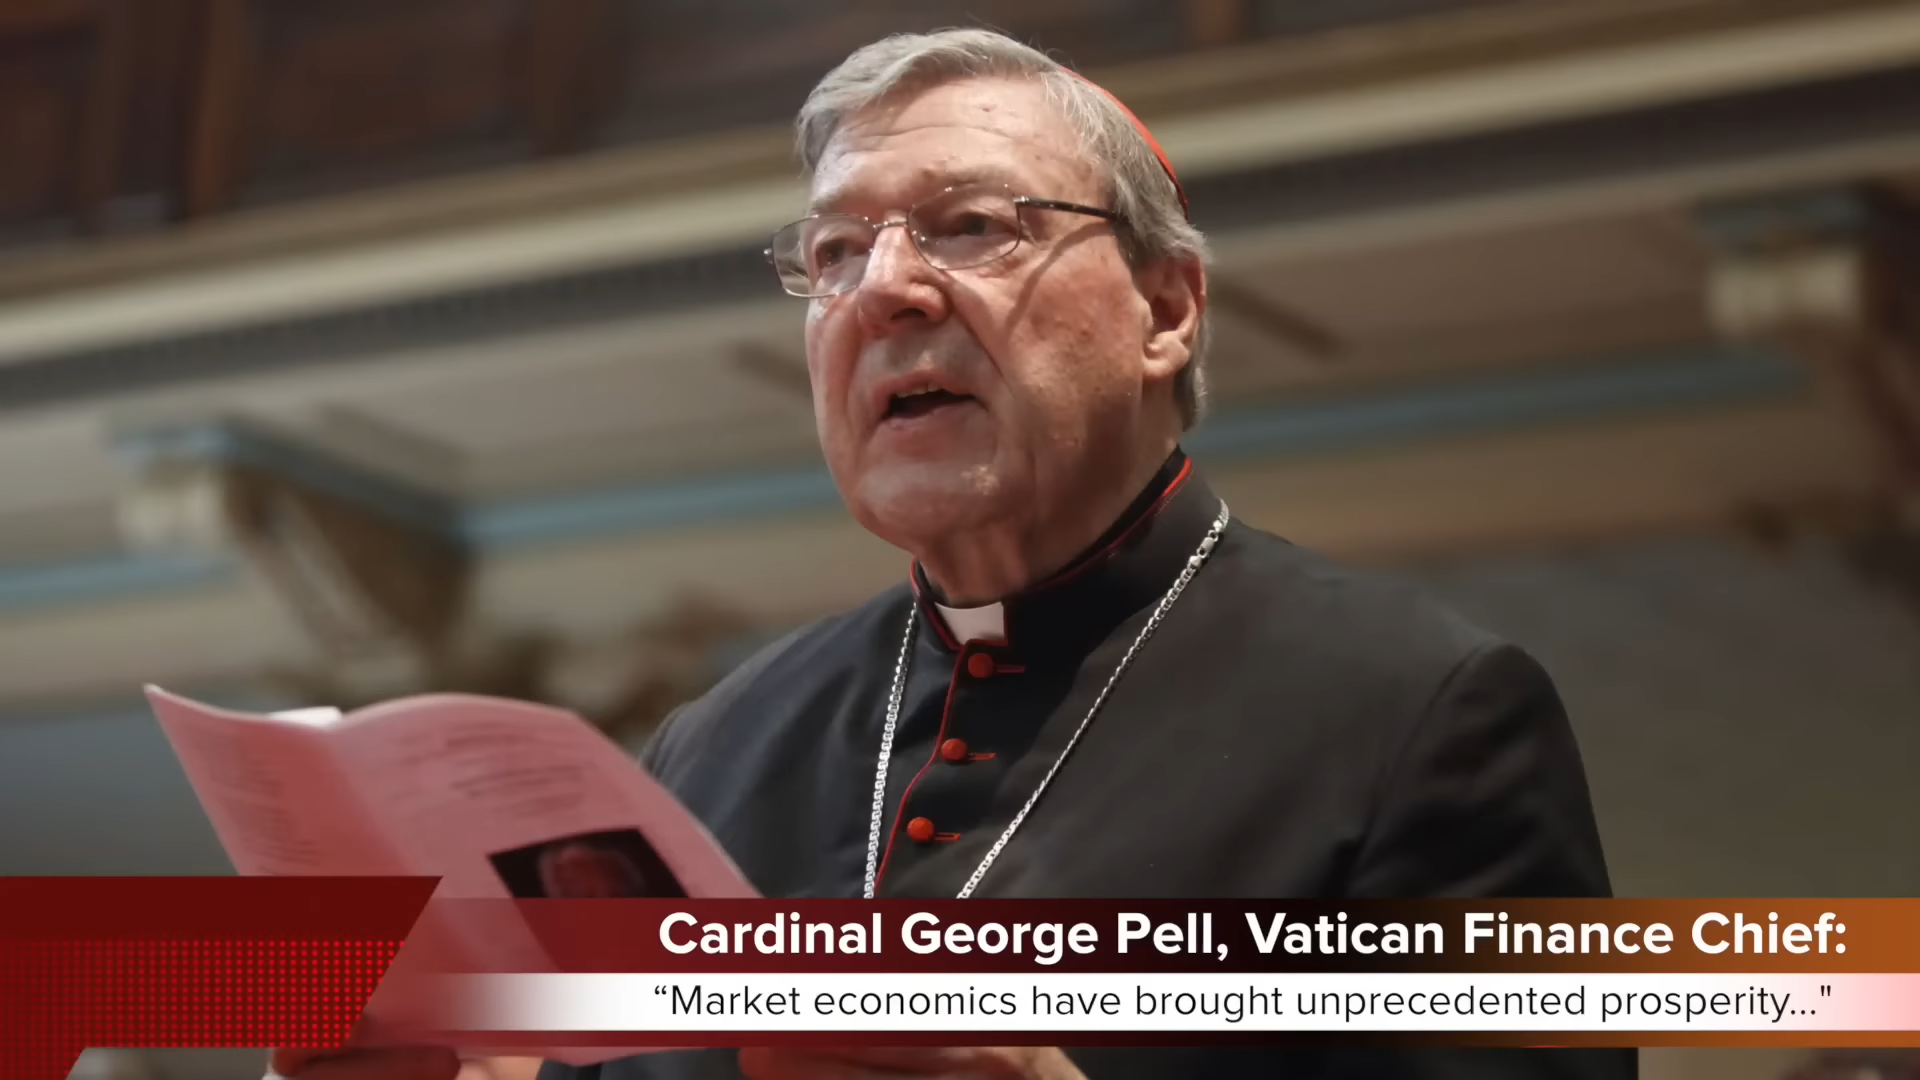 Cardinal George Pell, Vatican Finance Chief:
“Market economics have brought unprecedented prosperity..."